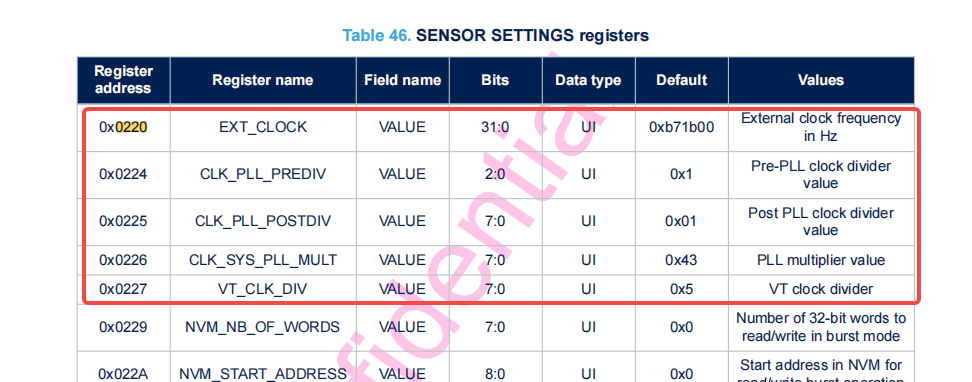 Table 46. SENSOR SETTINGS registers
Register address Register name Field name Bits Data type Default Values
0x0220 EXT_CLOCK VALUE 31:0 UI 0xb71b00 External clock frequency in Hz
0x0224 CLK_PLL_PREDIV VALUE 2:0 UI 0x1 Pre-PLL clock divider value
0x0225 CLK_PLL_POSTDIV VALUE 7:0 UI 0x01 Post PLL clock divider value
0x0226 CLK_SYS_PLL_MULT VALUE 7:0 UI 0x43 PLL multiplier value
0x0227 VT_CLK_DIV VALUE 7:0 UI 0x5 VT clock divider
0x0229 NVM_NB_OF_WORDS VALUE 7:0 UI 0x0 Number of 32-bit words to read/write in burst mode
0x022A NVM_START_ADDRESS VALUE 8:0 UI 0x0 Start address in NVM for read/write burst operation
fidentia